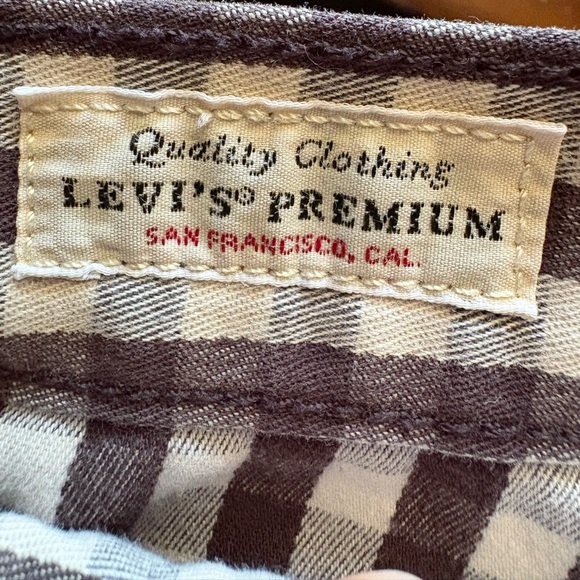 Quality Clothing
LEVI'S® PREMIUM
SAN FRANCISCO, CAL.